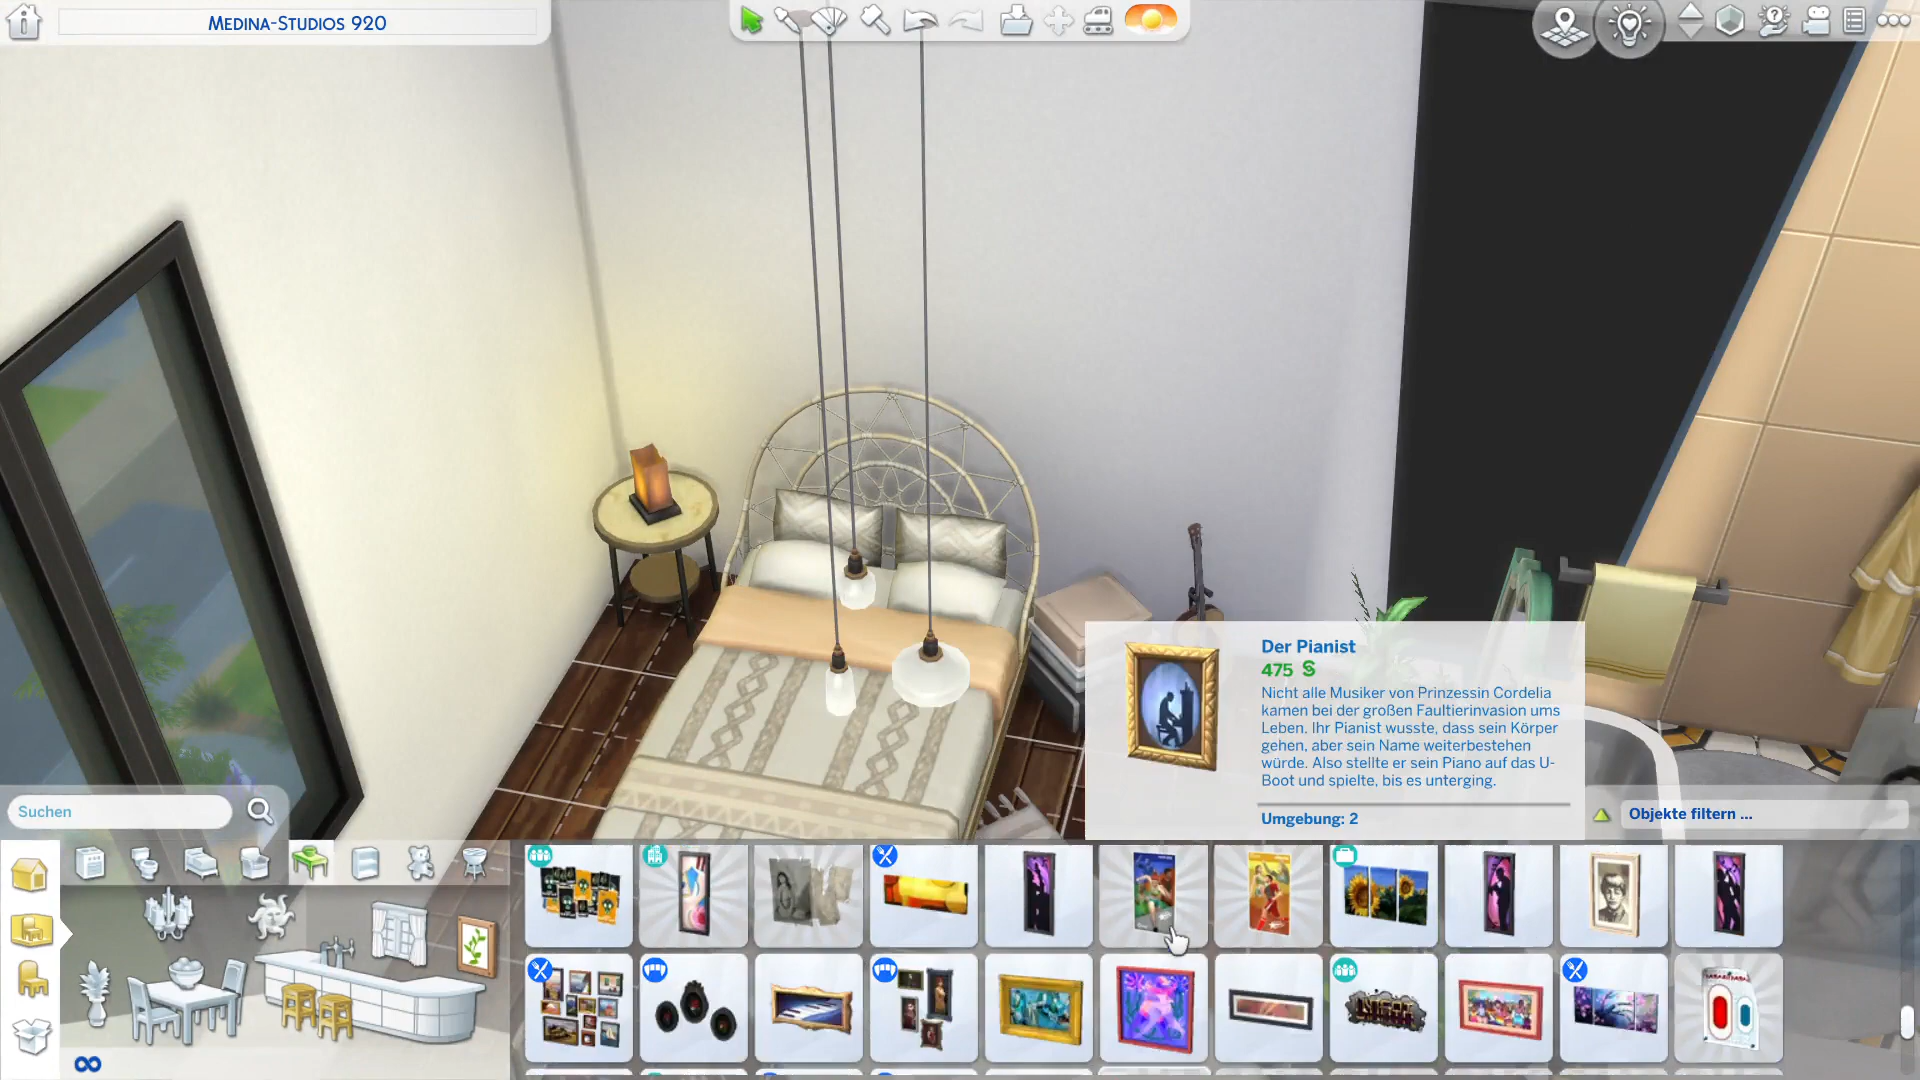 Medina-Studios 920
Der Pianist
475 §
Nicht alle Musiker von Prinzessin Cordelia
kamen bei der großen Faultierinvasion ums
Leben. Ihr Pianist wusste, dass sein Körper
gehen, aber sein Name weiterbestehen
würde. Also stellte er sein Piano auf das U-
Boot und spielte, bis es unterging.
Umgebung: 2
Suchen
Objekte filtern ...